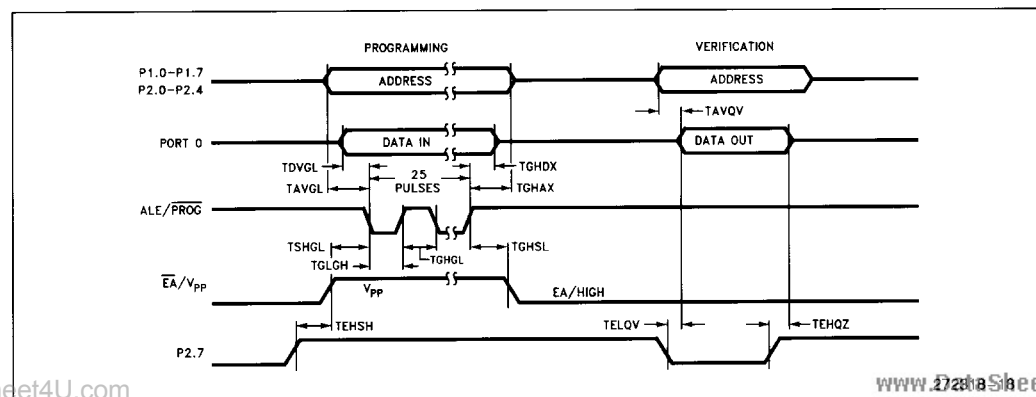 PROGRAMMING
VERIFICATION
P1.0–P1.7
P2.0–P2.4
ADDRESS
ADDRESS
TAVQV
PORT 0
DATA IN
DATA OUT
TDVGL
25
PULSES
TGHDX
TAVGL
TGHAX
ALE/PROG
TSHGL
TGHGL
TGHSL
TGLGH
EA/VPP
VPP
EA/HIGH
TEHSH
TELQV
TEHQZ
P2.7
eet4U.com
www.DataShee